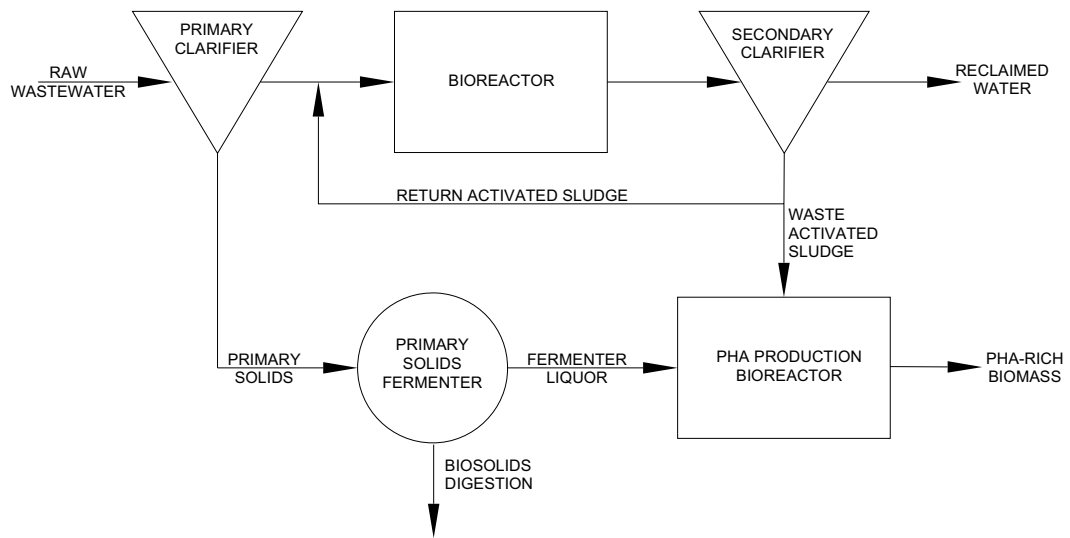 PRIMARY
CLARIFIER
SECONDARY
CLARIFIER
RAW
WASTEWATER
BIOREACTOR
RECLAIMED
WATER
RETURN ACTIVATED SLUDGE
WASTE
ACTIVATED
SLUDGE
PRIMARY
SOLIDS
PRIMARY
SOLIDS
FERMENTER
FERMENTER
LIQUOR
PHA PRODUCTION
BIOREACTOR
PHA-RICH
BIOMASS
BIOSOLIDS
DIGESTION